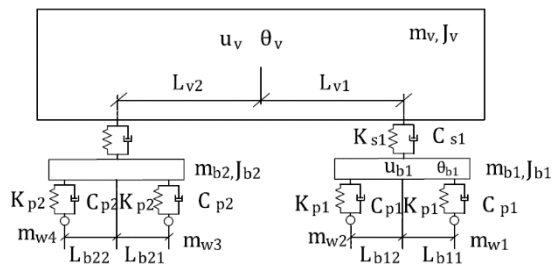 u_v θ_v m_v,J_v
L_v2 L_v1
K_s1 C_s1
m_b2,J_b2 u_b1 θ_b1 m_b1,J_b1
K_p2 C_p2 K_p2 C_p2 K_p1 C_p1 K_p1 C_p1
m_w4 m_w3 m_w2 m_w1
L_b22 L_b21 L_b12 L_b11